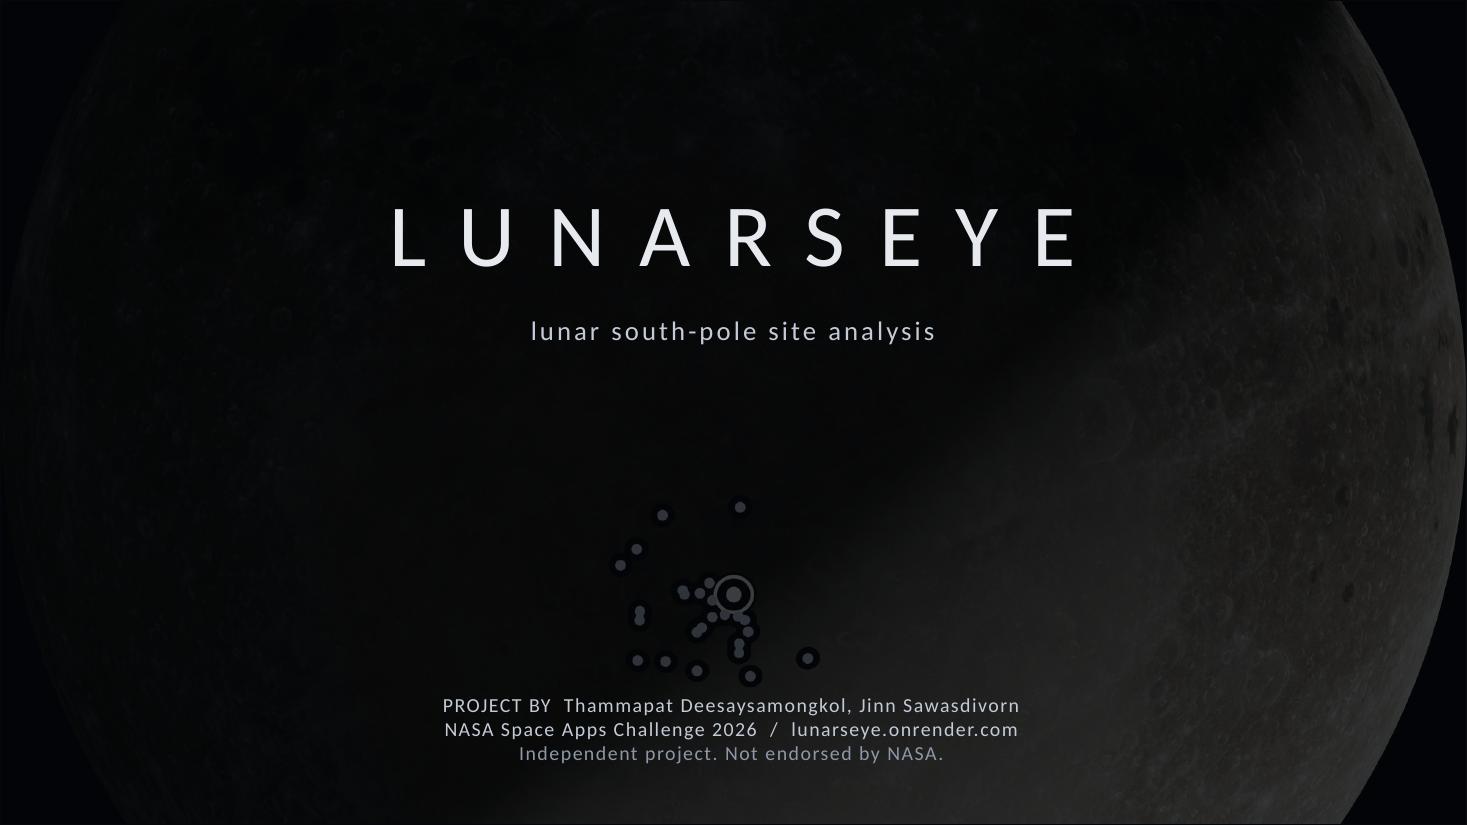 LUNARSEYE
lunar south-pole site analysis
PROJECT BY Thammapat Deesaysamongkol, Jinn Sawasdivorn
NASA Space Apps Challenge 2026 / lunarseye.onrender.com
Independent project. Not endorsed by NASA.